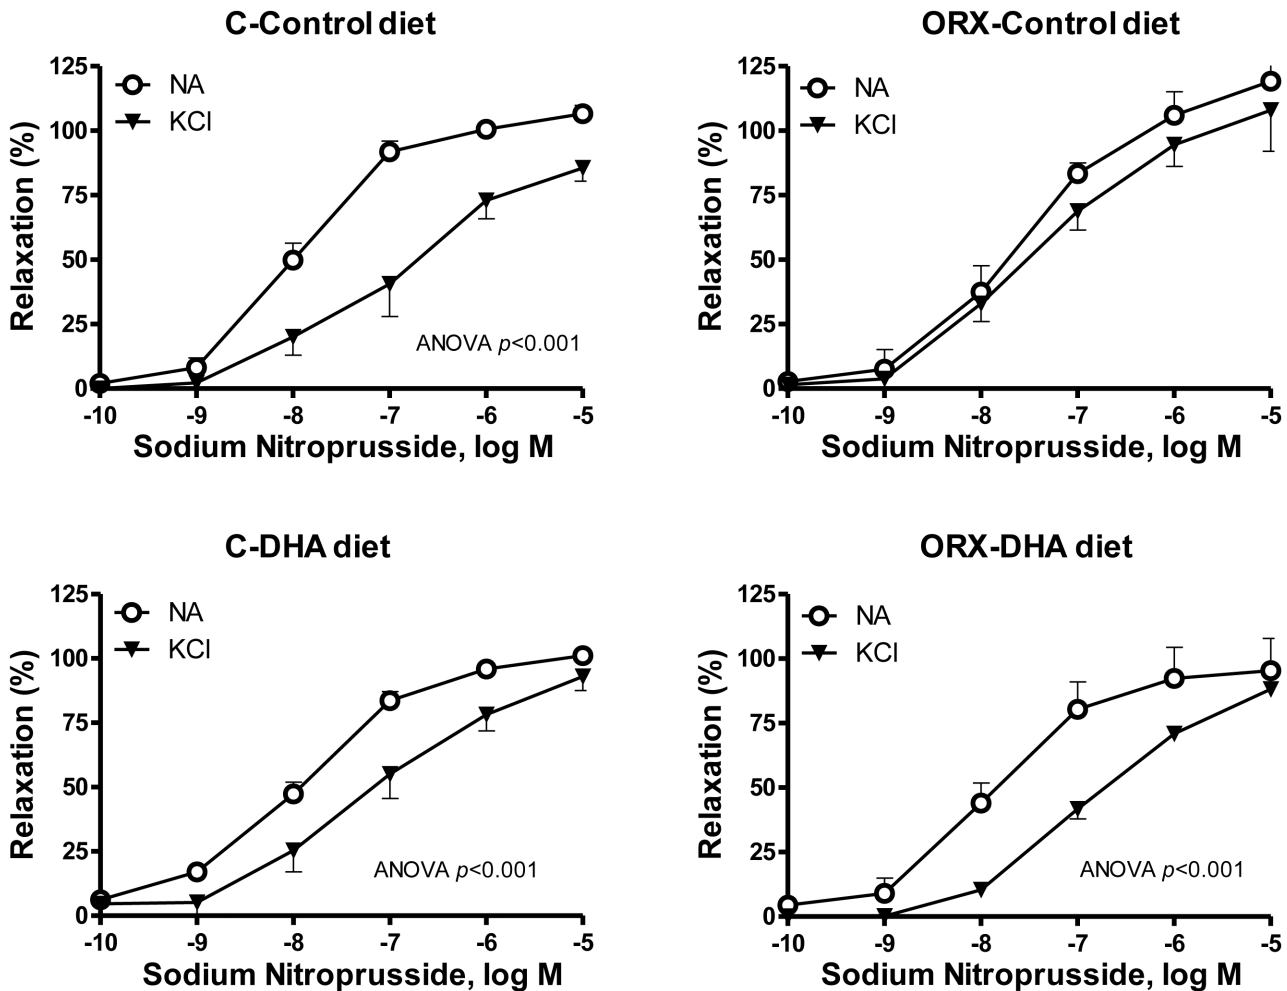 C-Control diet
125
100
75
50
25
0
Relaxation (%)
NA
KCl
ANOVA p<0.001
-10 -9 -8 -7 -6 -5
Sodium Nitroprusside, log M
ORX-Control diet
125
100
75
50
25
0
Relaxation (%)
NA
KCl
-10 -9 -8 -7 -6 -5
Sodium Nitroprusside, log M
C-DHA diet
125
100
75
50
25
0
Relaxation (%)
NA
KCl
ANOVA p<0.001
-10 -9 -8 -7 -6 -5
Sodium Nitroprusside, log M
ORX-DHA diet
125
100
75
50
25
0
Relaxation (%)
NA
KCl
ANOVA p<0.001
-10 -9 -8 -7 -6 -5
Sodium Nitroprusside, log M